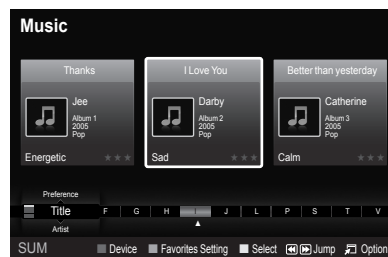 Music
Thanks
Jee
Album 1
2005
Pop
Energetic
I Love You
Darby
Album 2
2005
Pop
Sad
Better than yesterday
Catherine
Album 3
2005
Pop
Calm
Preference
Title F G H I J L P S T V
Artist
SUM Device Favorites Setting Select Jump Option